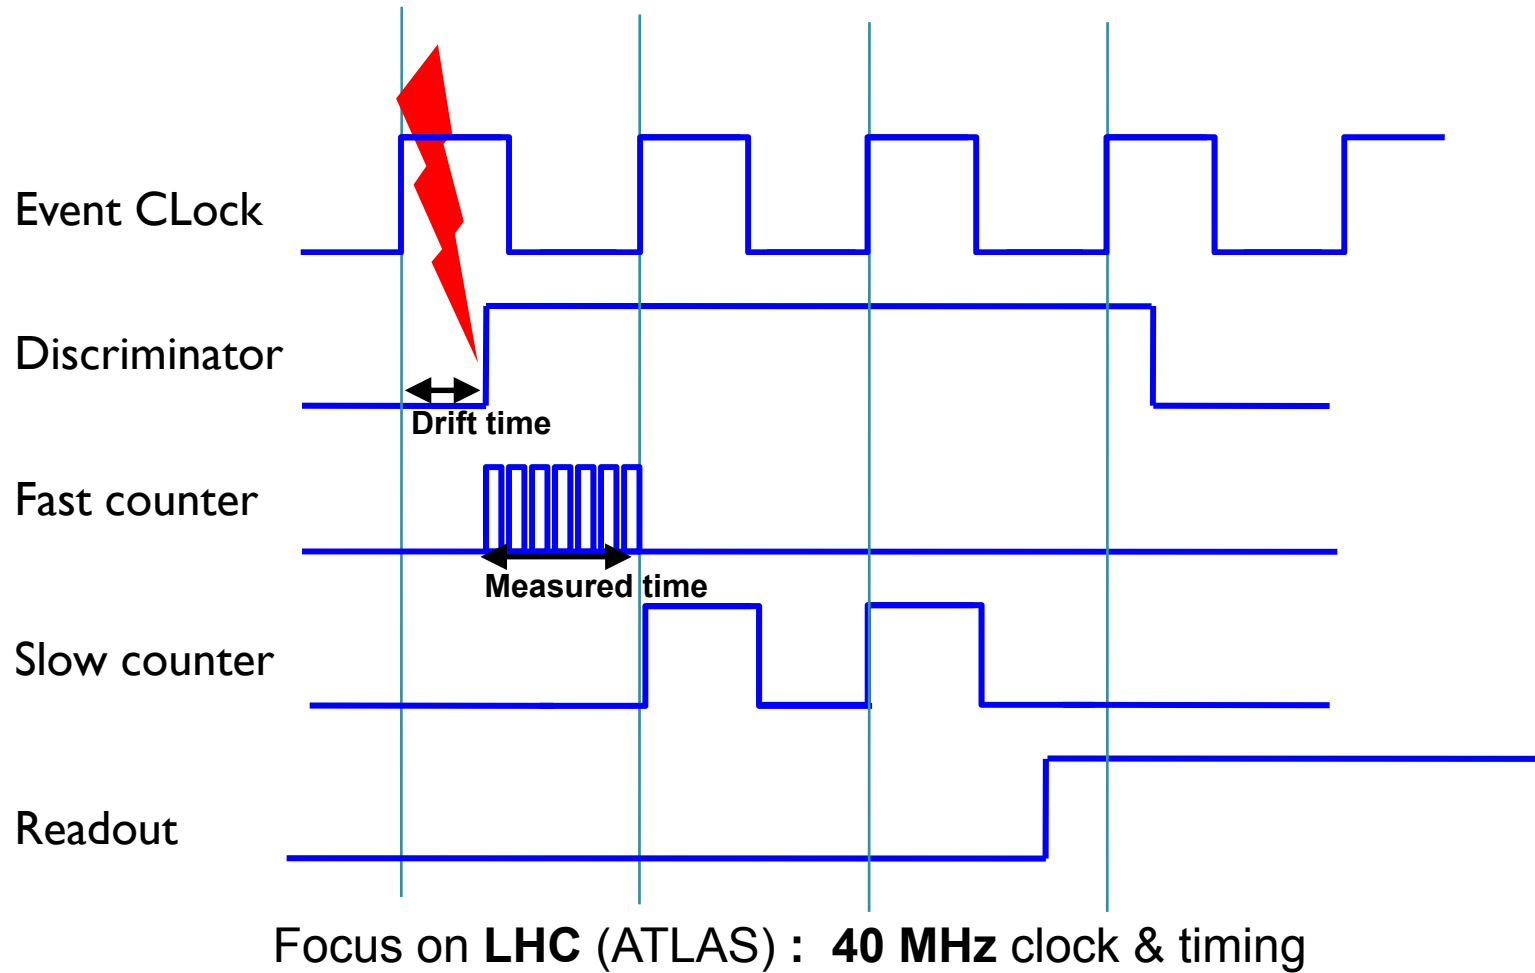 Event CLock
Discriminator
Drift time
Fast counter
Measured time
Slow counter
Readout
Focus on LHC (ATLAS) : 40 MHz clock & timing